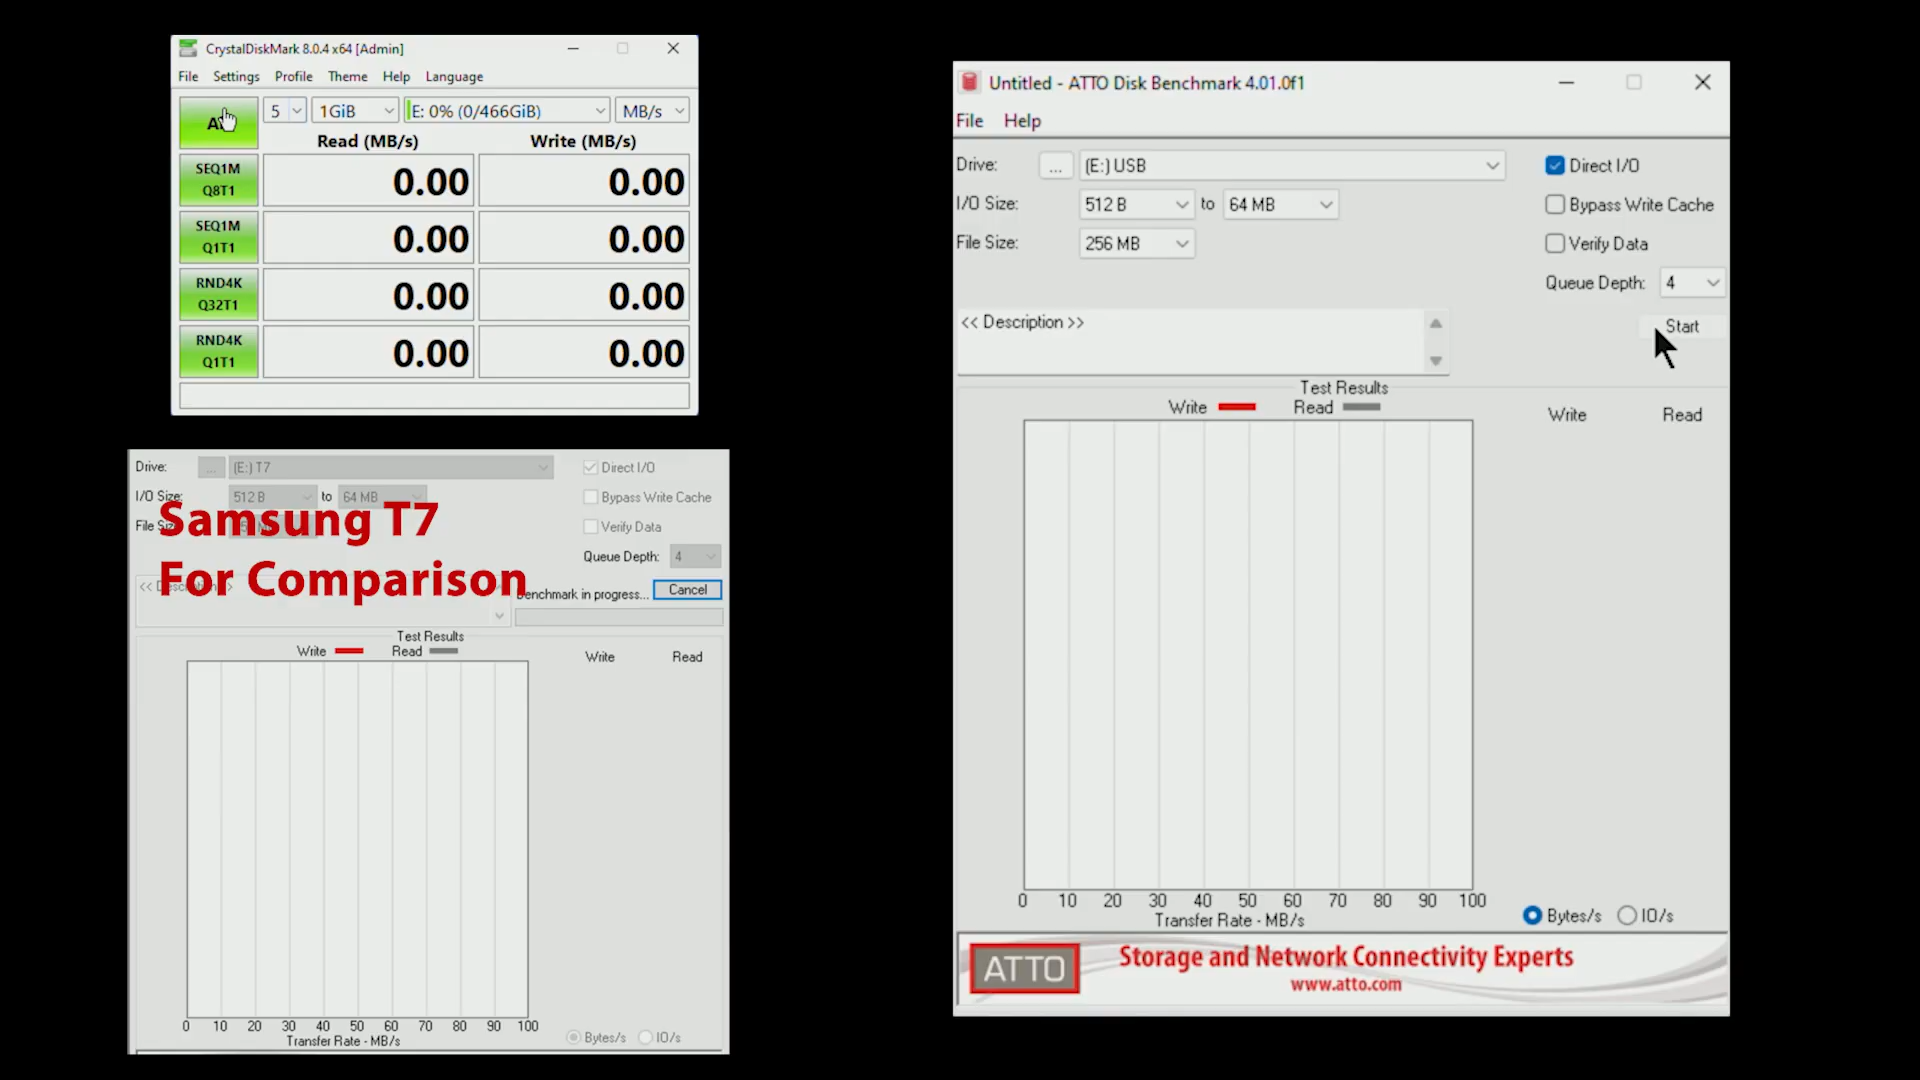 CrystalDiskMark 8.0.4 x64 [Admin]
File Settings Profile Theme Help Language
5 1GiB E: 0% (0/466GiB) MB/s
Read (MB/s) Write (MB/s)
SEQ1M
Q8T1
0.00 0.00
SEQ1M
Q1T1
0.00 0.00
RND4K
Q32T1
0.00 0.00
RND4K
Q1T1
0.00 0.00
Drive: ... (E:) T7 Direct I/O
I/O Size: 512 B to 64 MB Bypass Write Cache
Samsung T7
Verify Data
Queue Depth: 4
For Comparison
Benchmark in progress... Cancel
Test Results
Write Read
Write Read
0 10 20 30 40 50 60 70 80 90 100
Transfer Rate - MB/s
Bytes/s IO/s
Untitled - ATTO Disk Benchmark 4.01.0f1
File Help
Drive: ... (E:) USB Direct I/O
I/O Size: 512 B to 64 MB Bypass Write Cache
File Size: 256 MB Verify Data
Queue Depth: 4
<< Description >>
Start
Test Results
Write Read
Write Read
0 10 20 30 40 50 60 70 80 90 100
Transfer Rate - MB/s
Bytes/s IO/s
ATTO
Storage and Network Connectivity Experts
www.atto.com